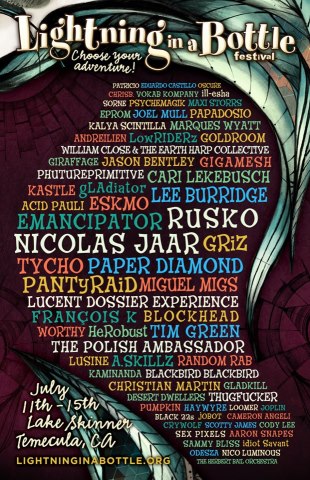 Lightning in a Bottle
festival
Choose your
adventure!
PATRICIO EDUARDO CASTILLO OSCURE
CHRISB. VOKAB KOMPANY ill-esha
SORNE PSYCHEMAGIK MAXI STORRS
EPROM JOEL MULL PAPADOSIO
KALYA SCINTILLA MARQUES WYATT
ANDREILIEN LOWRIDERZ GOLDROOM
WILLIAM CLOSE & THE EARTH HARP COLLECTIVE
GIRAFFAGE JASON BENTLEY GIGAMESH
PHUTUREPRIMITIVE CARI LEKEBUSCH
KASTLE gLAdiator LEE BURRIDGE
ACID PAULI ESKMO
EMANCIPATOR RUSKO
NICOLAS JAAR GRiZ
TYCHO PAPER DIAMOND
PANTyRAiD MIGUEL MIGS
LUCENT DOSSIER EXPERIENCE
FRANÇOIS K BLOCKHEAD
WORTHY HeRobust TIM GREEN
THE POLISH AMBASSADOR
LUSINE A.SKILLZ RANDOM RAB
KAMINANDA BLACKBIRD BLACKBIRD
CHRISTIAN MARTIN GLADKILL
DESERT DWELLERS THUGFUCKER
PUMPKIN HAYWYRE LOOMER JOPLIN
BLACK 22s JOBOT CAMERON ANGELI
CRYWOLF SCOTTY JAMES CODY LEE
SEX PIXELS AARON SNAPES
SAMMY BLISS idiot Savant
ODESZA NICO LUMINOUS
THE HERBERT BAIL ORCHESTRA
July
11th - 15th
Lake Skinner
Temecula, CA
LIGHTNINGINABOTTLE.ORG